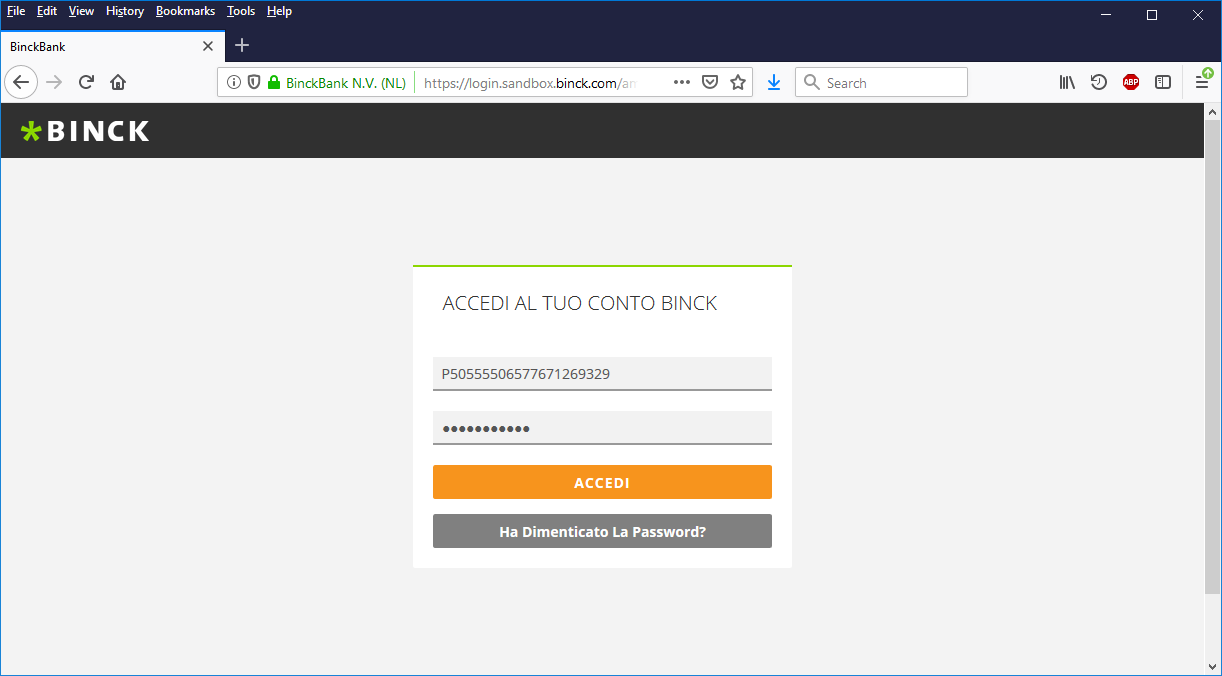 File Edit View History Bookmarks Tools Help
BinckBank
BinckBank N.V. (NL) https://login.sandbox.binck.com/am
Search
ABP
BINCK
ACCEDI AL TUO CONTO BINCK
P50555506577671269329
•••••••••••
ACCEDI
Ha Dimenticato La Password?